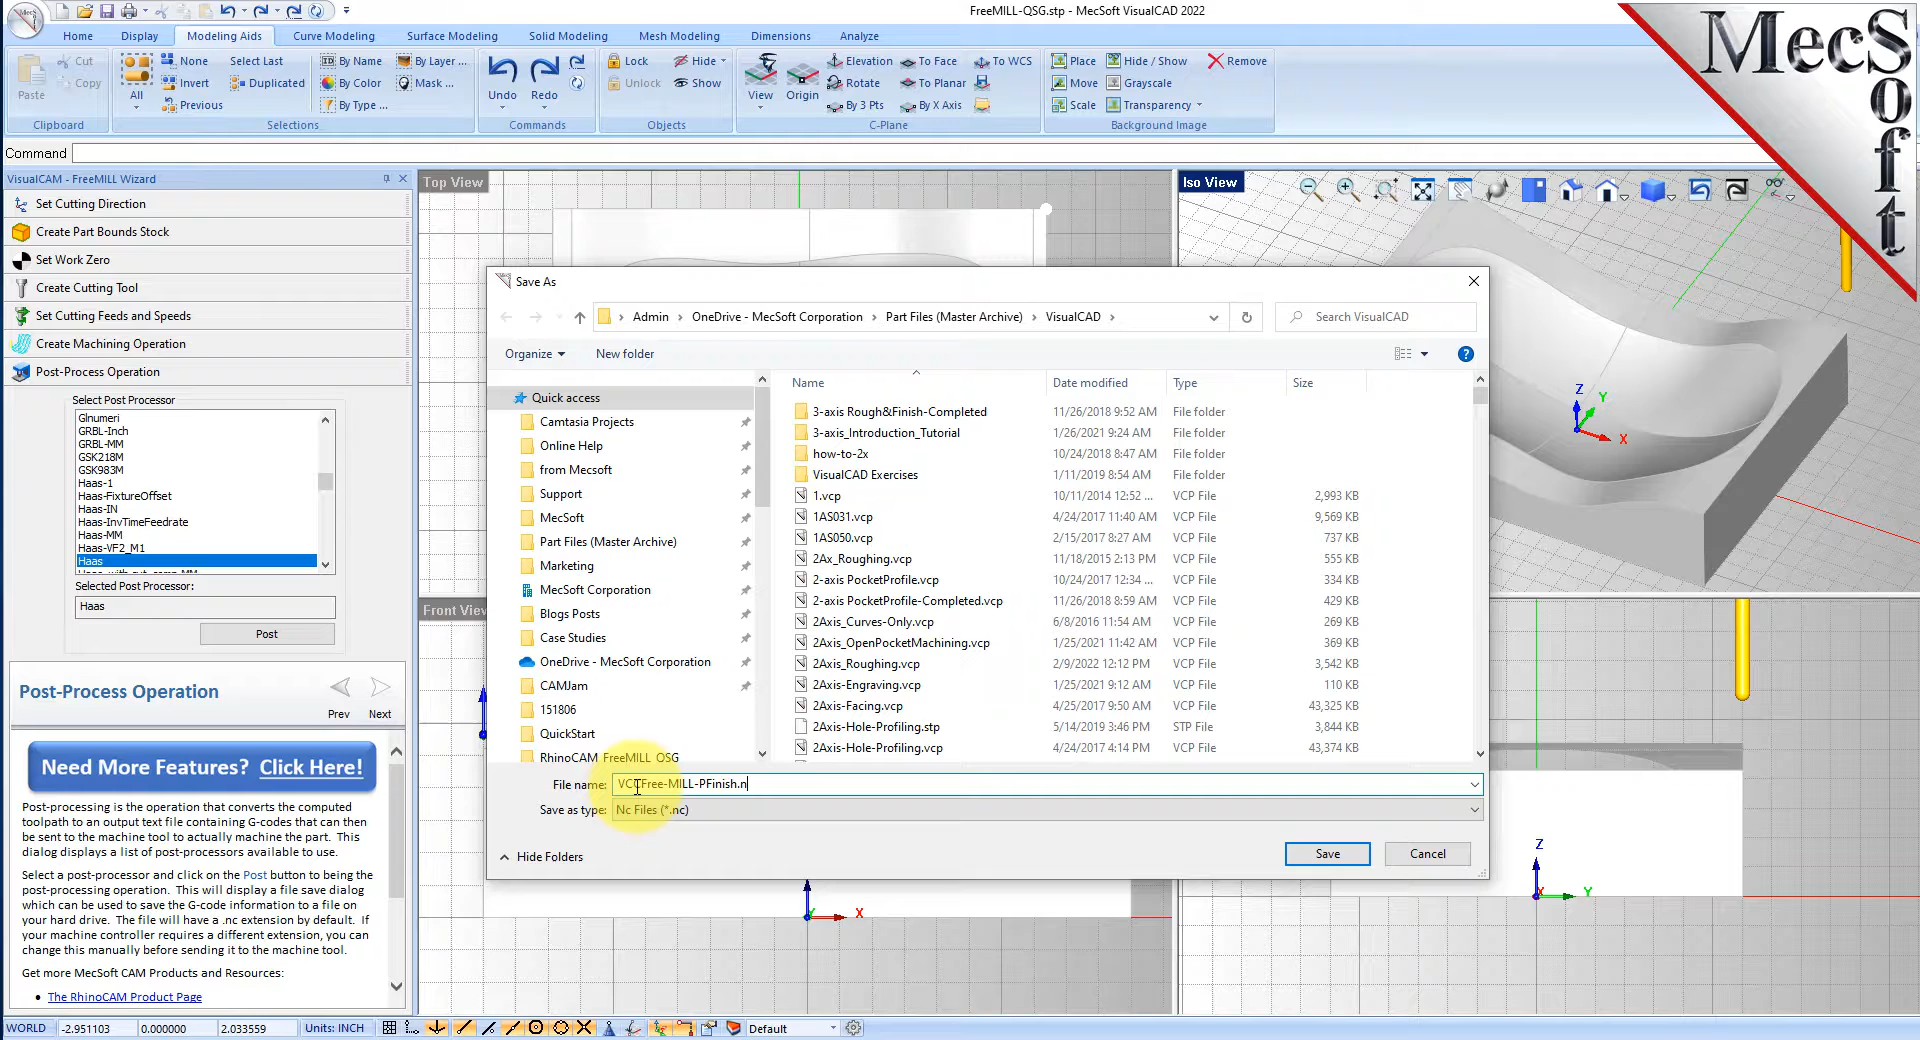 FreeMILL-QSG.stp - MecSoft VisualCAD 2022
Home Display Modeling Aids Curve Modeling Surface Modeling Solid Modeling Mesh Modeling Dimensions Analyze
Cut None Select Last By Name By Layer ... Lock Hide Elevation To Face To WCS Place Hide / Show Remove
Copy Invert Duplicated By Color Mask ... Unlock Show Rotate To Planar Move Grayscale
Paste All Previous By Type ... Undo Redo View Origin By 3 Pts By X Axis Scale Transparency
Clipboard Selections Commands Objects C-Plane Background Image
MecSoft
Command
VisualCAM - FreeMILL Wizard
Set Cutting Direction
Create Part Bounds Stock
Set Work Zero
Create Cutting Tool
Set Cutting Feeds and Speeds
Create Machining Operation
Post-Process Operation
Select Post Processor
Glnumeri
GRBL-Inch
GRBL-MM
GSK218M
GSK983M
Haas-1
Haas-FixtureOffset
Haas-IN
Haas-InvTimeFeedrate
Haas-MM
Haas-VF2_M1
Haas
Selected Post Processor:
Haas
Post
Post-Process Operation
Prev Next
Need More Features? Click Here!
Post-processing is the operation that converts the computed
toolpath to an output text file containing G-codes that can then
be sent to the machine tool to actually machine the part. This
dialog displays a list of post-processors available to use.
Select a post-processor and click on the Post button to being the
post-processing operation. This will display a file save dialog
which can be used to save the G-code information to a file on
your hard drive. The file will have a .nc extension by default. If
your machine controller requires a different extension, you can
change this manually before sending it to the machine tool.
Get more MecSoft CAM Products and Resources:
• The RhinoCAM Product Page
Top View
Iso View
Front View
Z
Y
X
Save As
Admin > OneDrive - MecSoft Corporation > Part Files (Master Archive) > VisualCAD >
Search VisualCAD
Organize New folder
Quick access
Camtasia Projects
Online Help
from Mecsoft
Support
MecSoft
Part Files (Master Archive)
Marketing
MecSoft Corporation
Blogs Posts
Case Studies
OneDrive - MecSoft Corporation
CAMJam
151806
QuickStart
RhinoCAM FreeMILL QSG
Name Date modified Type Size
3-axis Rough&Finish-Completed 11/26/2018 9:52 AM File folder
3-axis_Introduction_Tutorial 1/26/2021 9:24 AM File folder
how-to-2x 10/24/2018 8:47 AM File folder
VisualCAD Exercises 1/11/2019 8:54 AM File folder
1.vcp 10/11/2014 12:52 ... VCP File 2,993 KB
1AS031.vcp 4/24/2017 11:40 AM VCP File 9,569 KB
1AS050.vcp 2/15/2017 8:27 AM VCP File 737 KB
2Ax_Roughing.vcp 11/18/2015 2:13 PM VCP File 555 KB
2-axis PocketProfile.vcp 10/24/2017 12:34 ... VCP File 334 KB
2-axis PocketProfile-Completed.vcp 11/26/2018 8:59 AM VCP File 429 KB
2Axis_Curves-Only.vcp 6/8/2016 11:54 AM VCP File 269 KB
2Axis_OpenPocketMachining.vcp 1/25/2021 11:42 AM VCP File 369 KB
2Axis_Roughing.vcp 2/9/2022 12:12 PM VCP File 3,542 KB
2Axis-Engraving.vcp 1/25/2021 9:12 AM VCP File 110 KB
2Axis-Facing.vcp 4/25/2017 9:50 AM VCP File 43,325 KB
2Axis-Hole-Profiling.stp 5/14/2019 3:46 PM STP File 3,844 KB
2Axis-Hole-Profiling.vcp 4/24/2017 4:14 PM VCP File 43,374 KB
File name: VCCFree-MILL-PFinish.n
Save as type: Nc Files (*.nc)
Hide Folders Save Cancel
X
Z
Y
X
WORLD -2.951103 0.000000 2.033559 Units: INCH Default